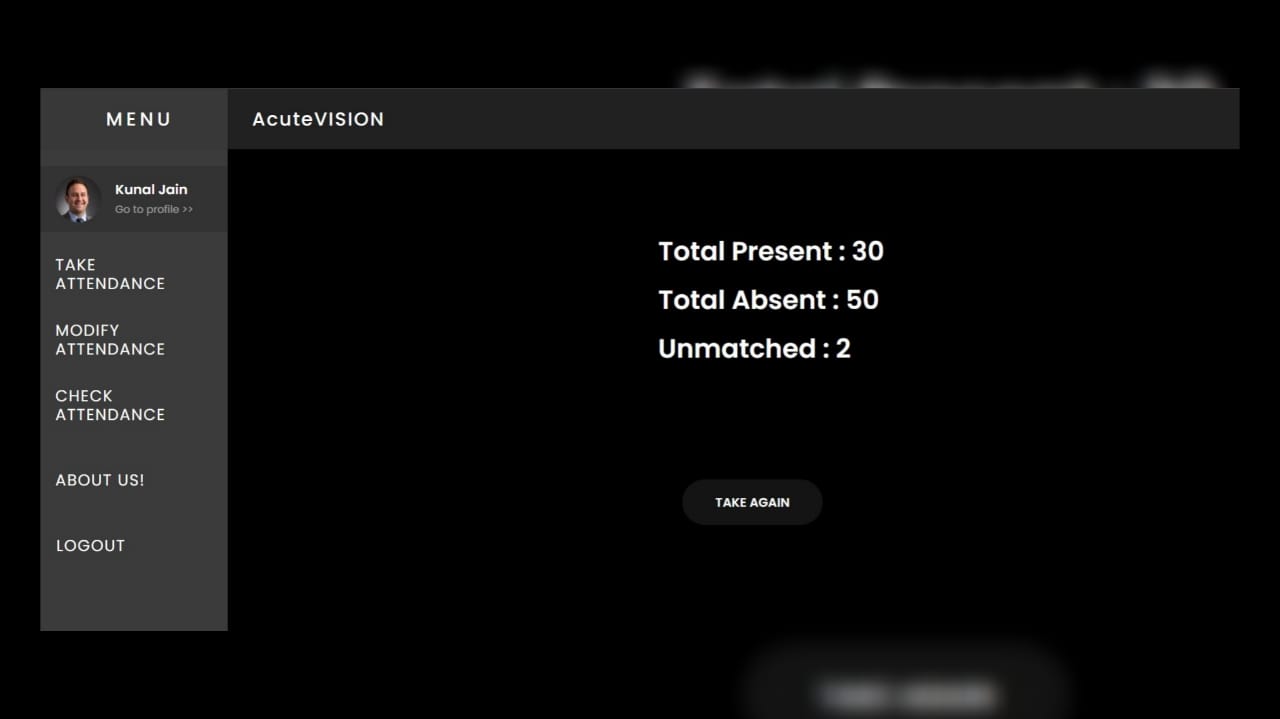 MENU
AcuteVISION
Kunal Jain
Go to profile >>
TAKE
ATTENDANCE
MODIFY
ATTENDANCE
CHECK
ATTENDANCE
ABOUT US!
LOGOUT
Total Present : 30
Total Absent : 50
Unmatched : 2
TAKE AGAIN